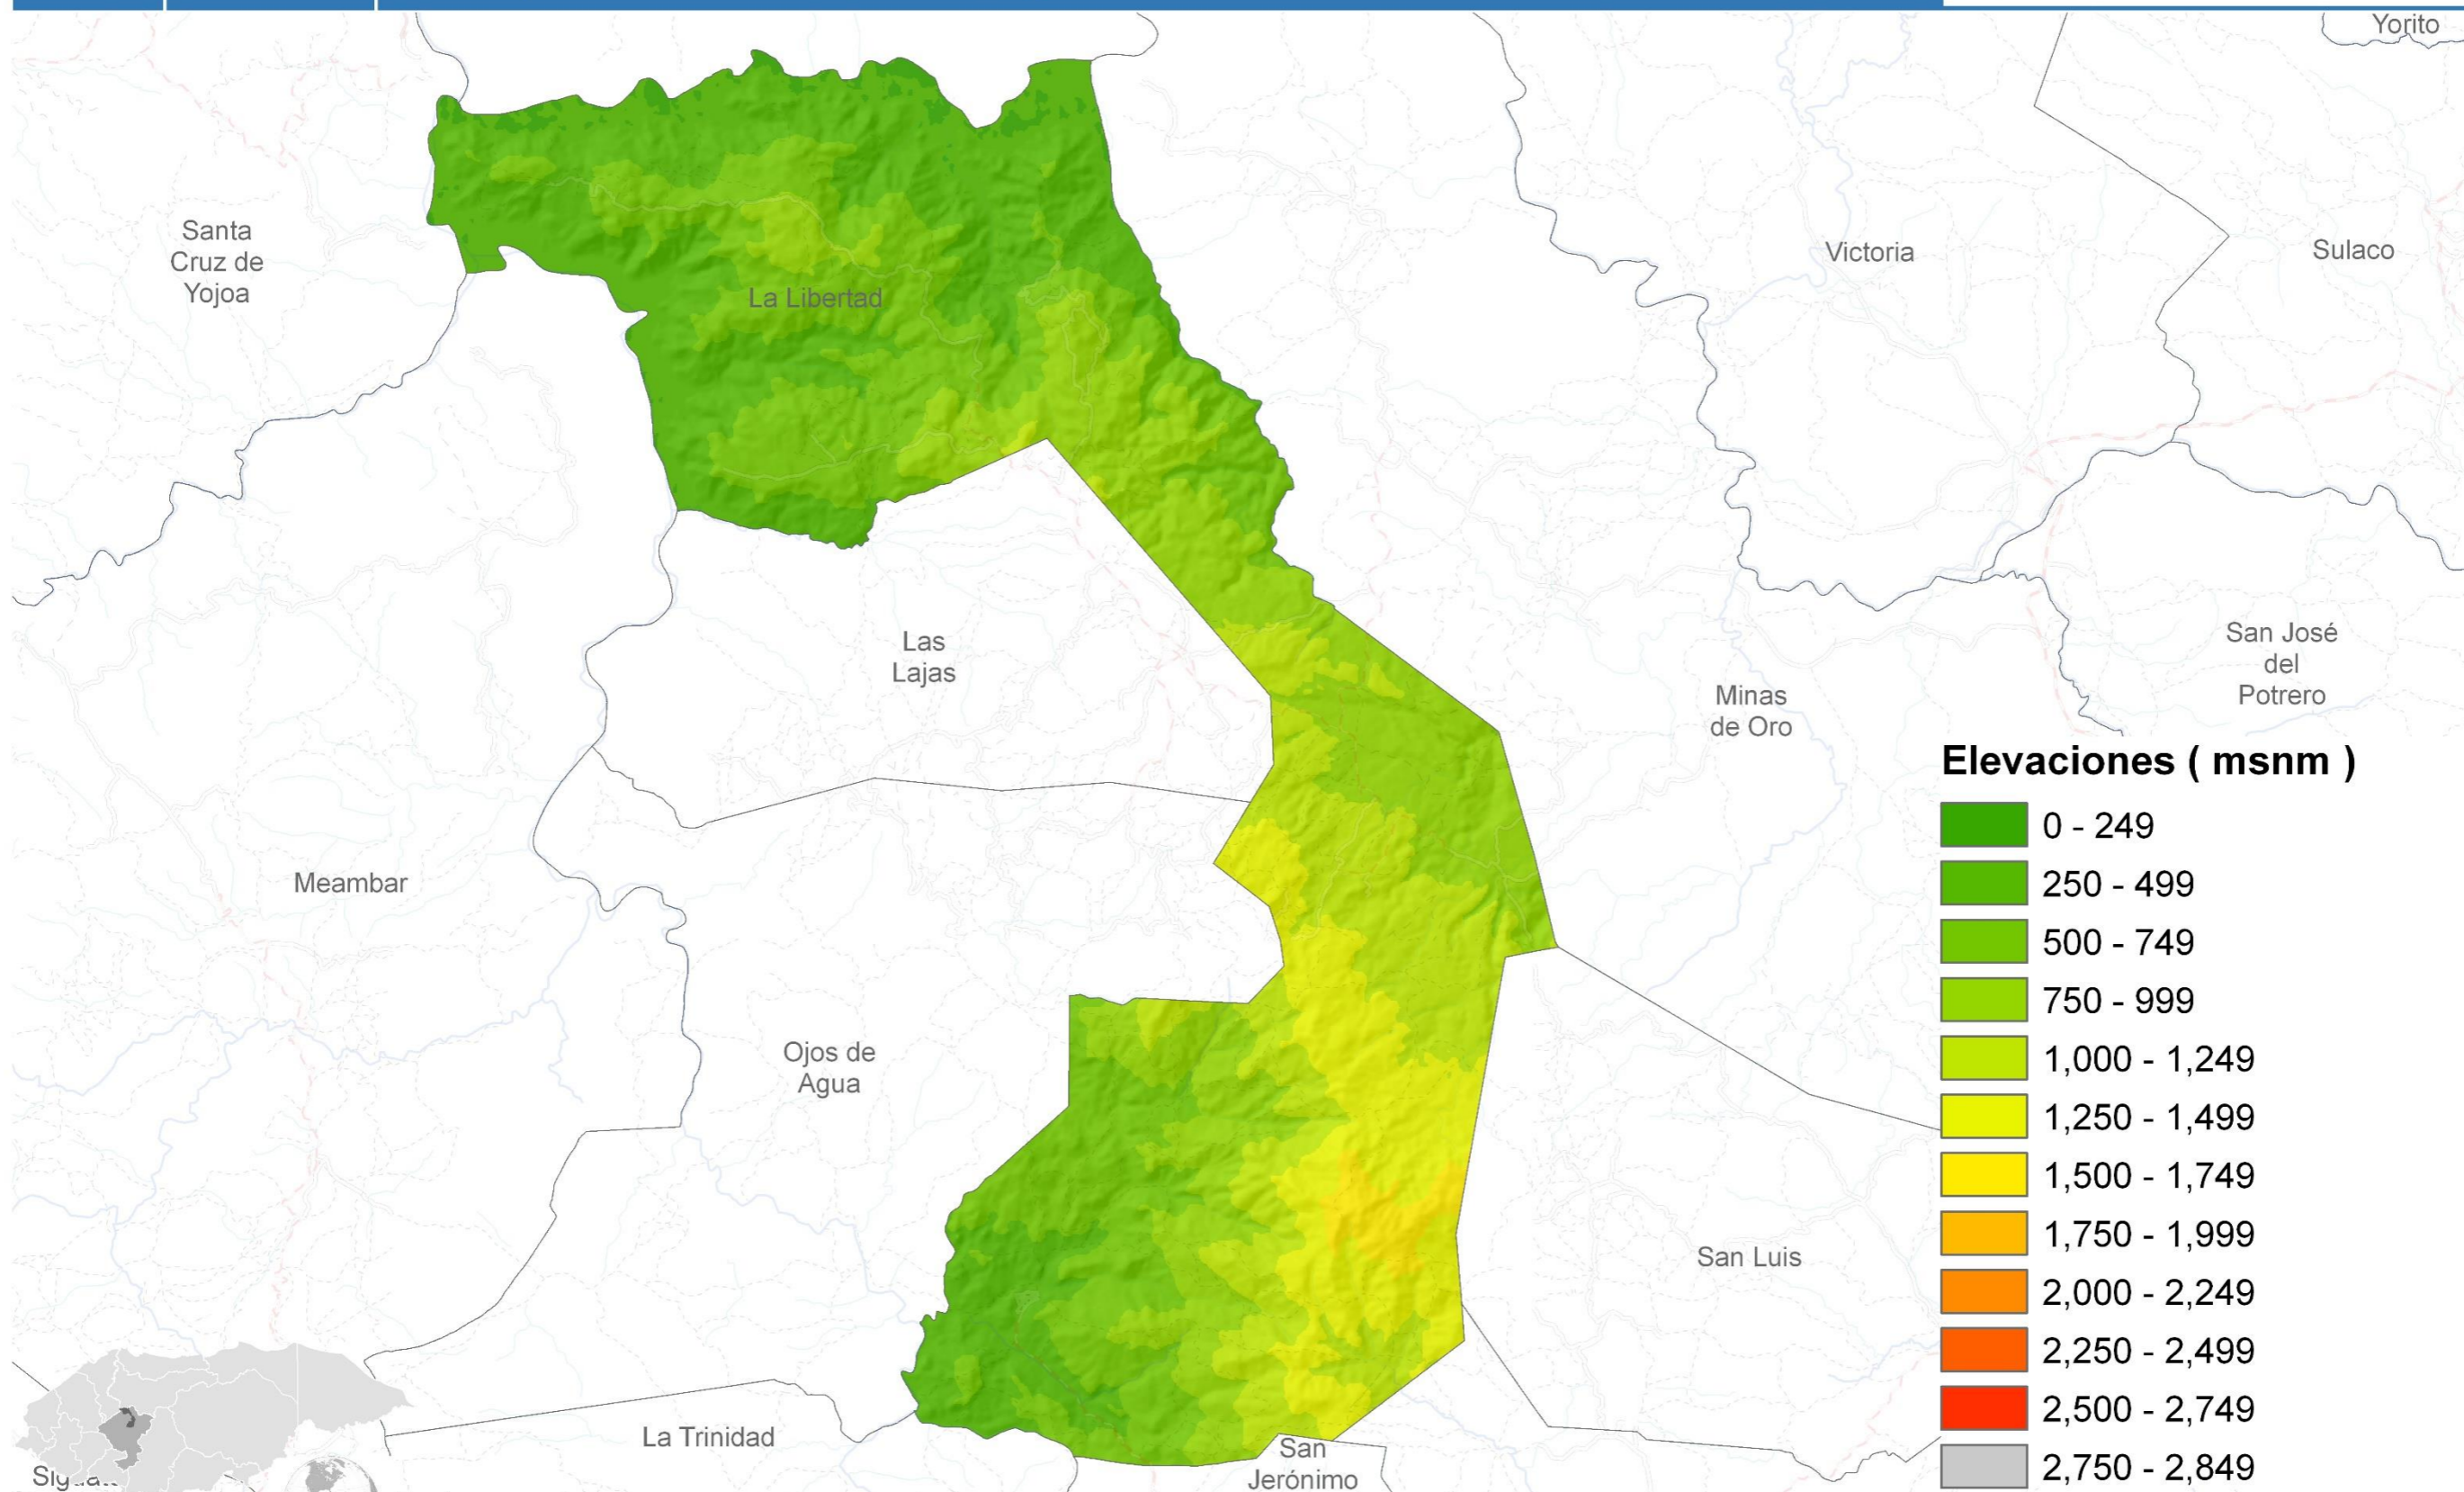 Yorito
Santa
Cruz de
Yojoa
Victoria
Sulaco
La Libertad
Las
Lajas
San José
del
Potrero
Minas
de Oro
Elevaciones ( msnm )
0 - 249
250 - 499
500 - 749
750 - 999
1,000 - 1,249
1,250 - 1,499
1,500 - 1,749
1,750 - 1,999
2,000 - 2,249
2,250 - 2,499
2,500 - 2,749
2,750 - 2,849
Meambar
Ojos de
Agua
San Luis
La Trinidad
San
Jerónimo